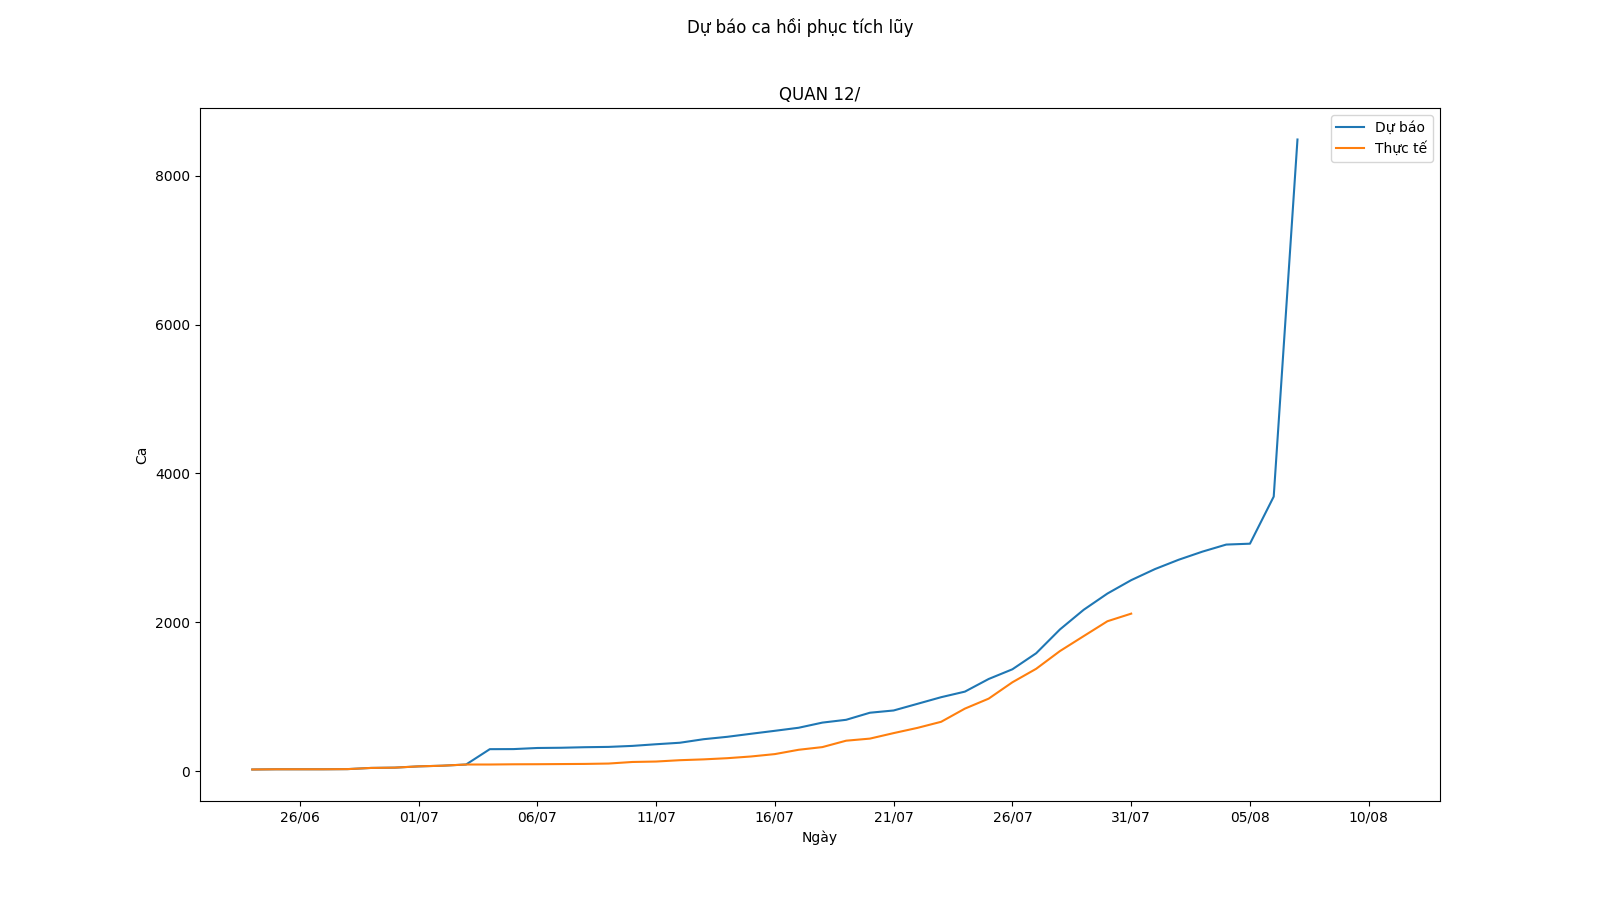 Dự báo ca hồi phục tích lũy
QUAN 12/
Dự báo
Thực tế
8000
6000
4000
2000
0
Ca
26/06 01/07 06/07 11/07 16/07 21/07 26/07 31/07 05/08 10/08
Ngày